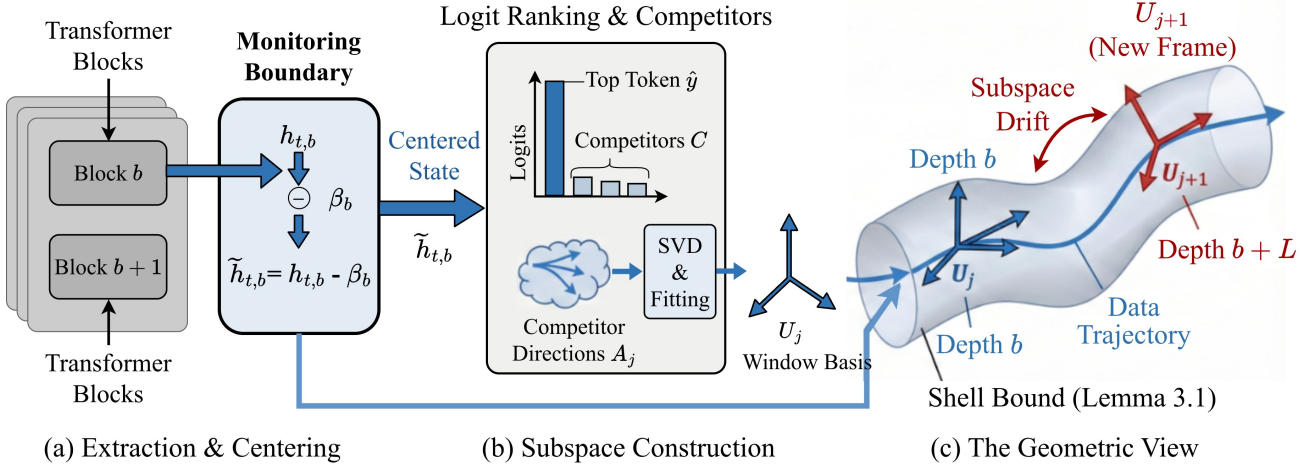 Transformer
Blocks
Block b
Block b + 1
Transformer
Blocks
Monitoring
Boundary
h_{t,b}
− β_b
h̃_{t,b} = h_{t,b} - β_b
Centered
State
h̃_{t,b}
Logit Ranking & Competitors
Logits
Top Token ŷ
Competitors C
Competitor
Directions A_j
SVD
&
Fitting
U_j
Window Basis
U_{j+1}
(New Frame)
Subspace
Drift
Depth b
U_j
U_{j+1}
Depth b + L
Depth b
Data
Trajectory
Shell Bound (Lemma 3.1)
(a) Extraction & Centering
(b) Subspace Construction
(c) The Geometric View